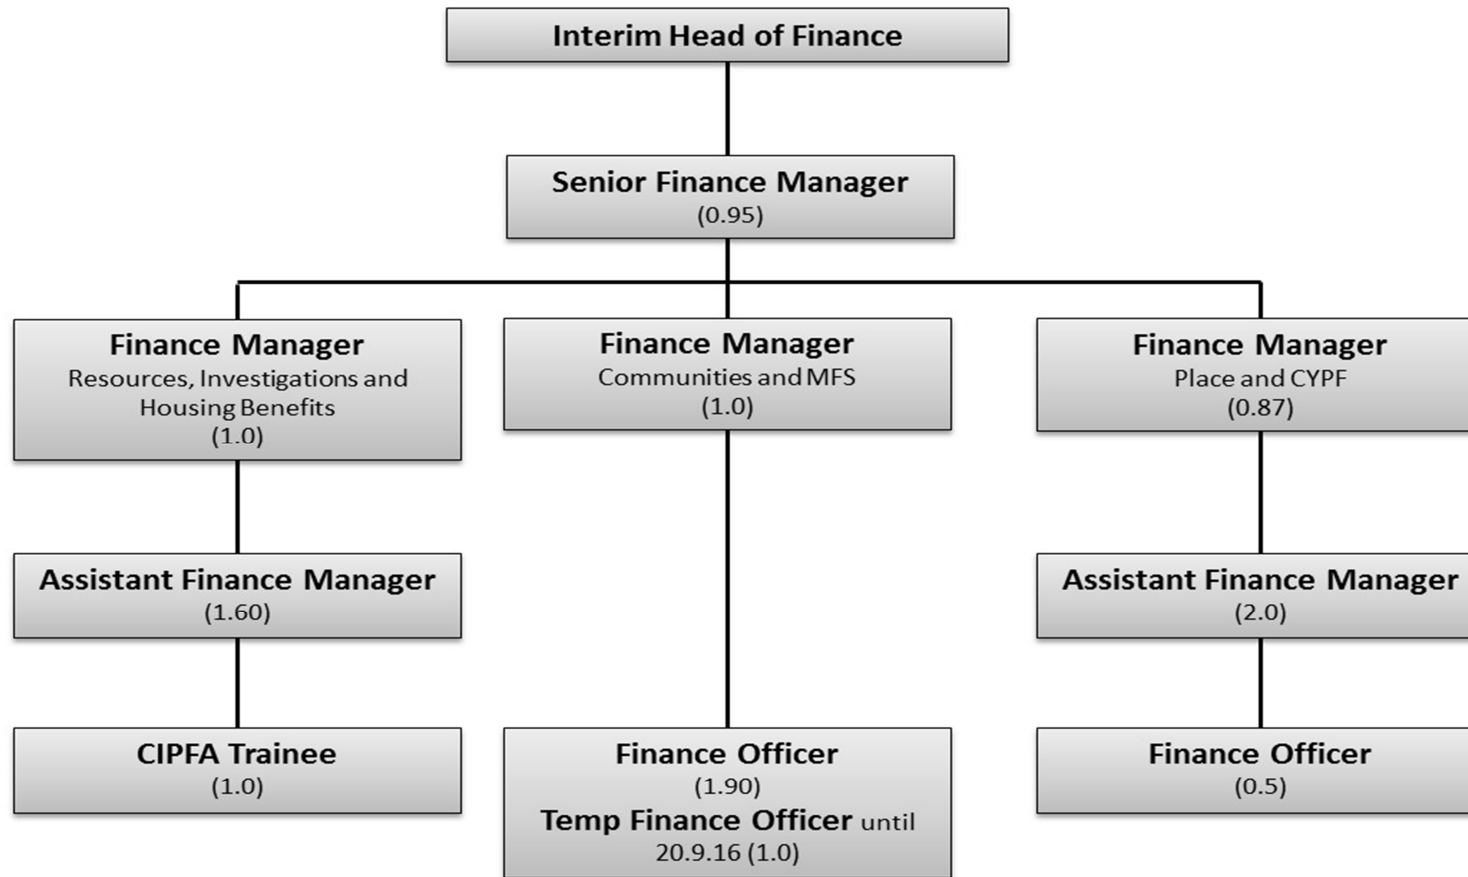 Interim Head of Finance
Senior Finance Manager
(0.95)
Finance Manager
Resources, Investigations and
Housing Benefits
(1.0)
Finance Manager
Communities and MFS
(1.0)
Finance Manager
Place and CYPF
(0.87)
Assistant Finance Manager
(1.60)
Assistant Finance Manager
(2.0)
CIPFA Trainee
(1.0)
Finance Officer
(1.90)
Temp Finance Officer until
20.9.16 (1.0)
Finance Officer
(0.5)